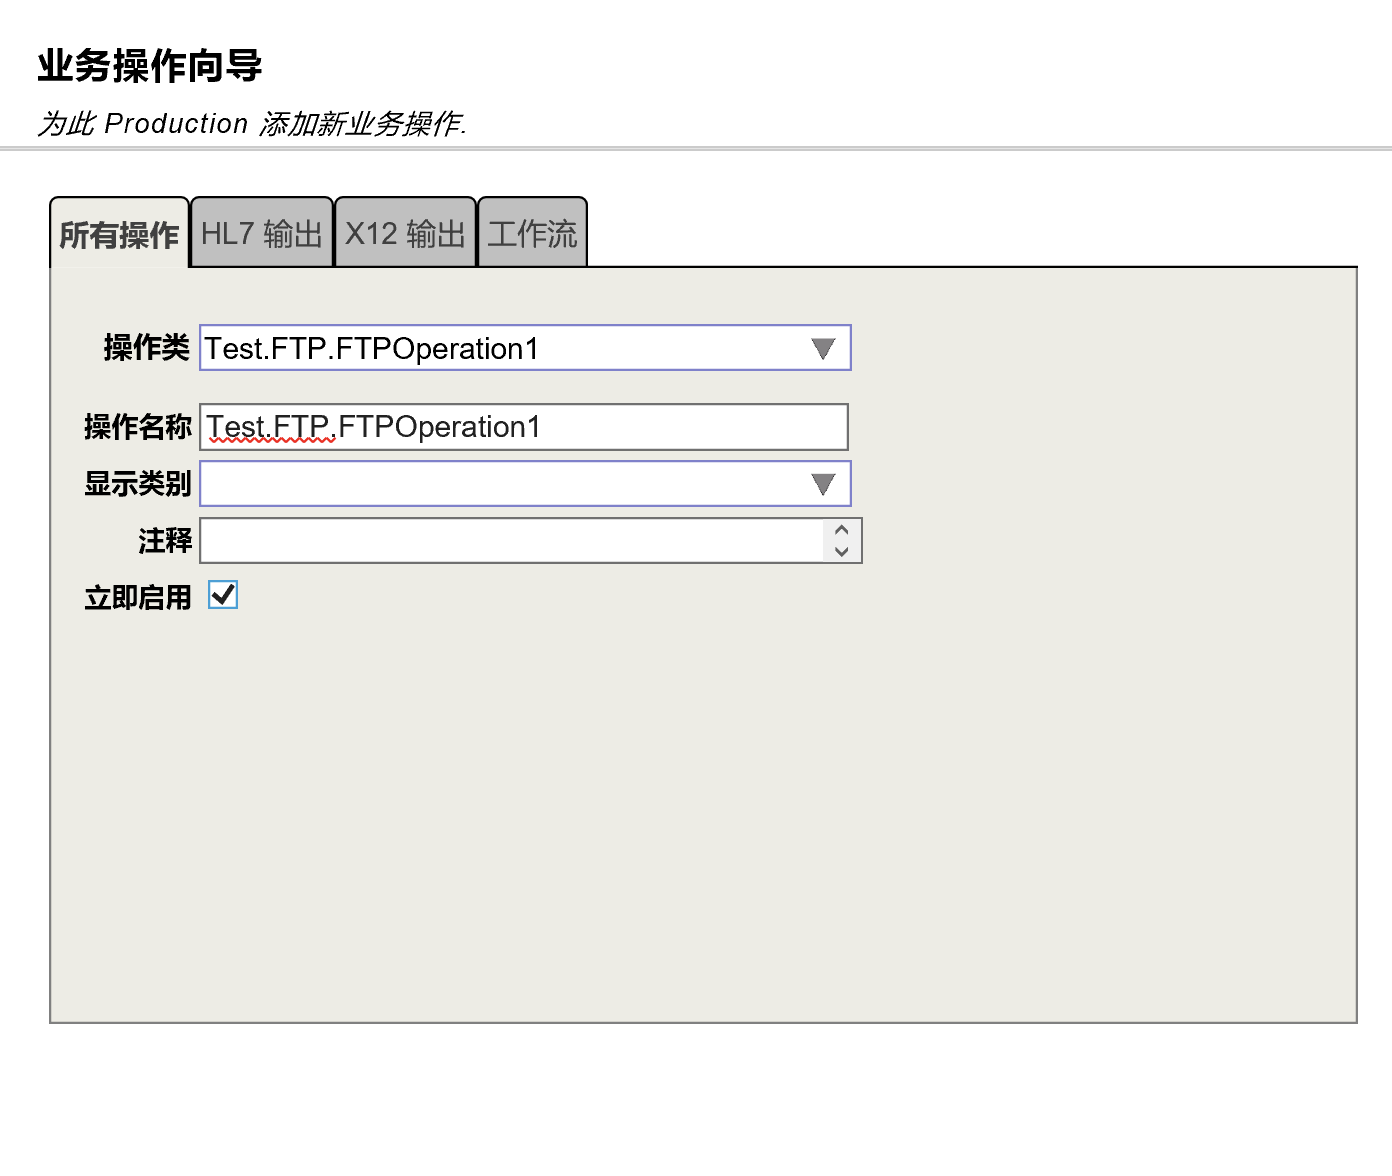 业务操作向导
为此 Production 添加新业务操作.
所有操作 HL7 输出 X12 输出 工作流
操作类 Test.FTP.FTPOperation1
操作名称 Test.FTP.FTPOperation1
显示类别
注释
立即启用